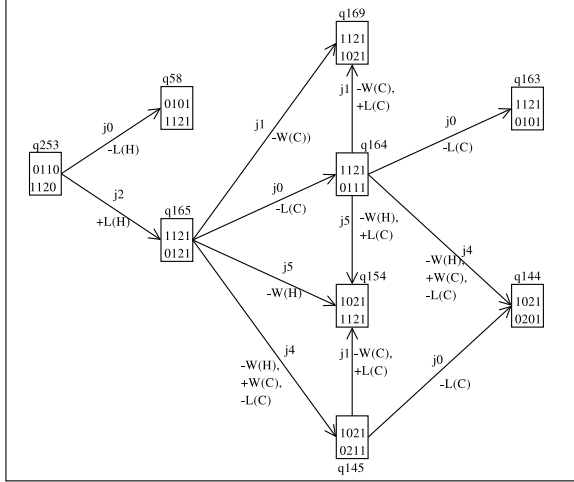 q169
1121
1021
q58
0101
1121
q163
1121
0101
j1 -W(C),
+L(C)
j0
-L(H)
j1
-W(C))
j0
-L(C)
q253
0110
1120
q164
1121
0111
j2
+L(H)
q165
1121
0121
j0
-L(C)
j5
-W(H),
+L(C)
j4
-W(H),
+W(C),
-L(C)
j5
-W(H)
q154
1021
1121
q144
1021
0201
j4
-W(H),
+W(C),
-L(C)
j1 -W(C),
+L(C)
j0
-L(C)
1021
0211
q145